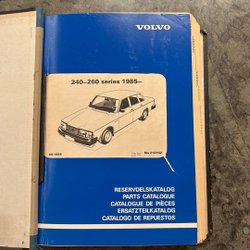 VOLVO
240-260 series 1985-
RESERVDELSKATALOG
PARTS CATALOGUE
CATALOGUE DE PIÈCES
ERSATZTEILKATALOG
CATALOGO DE REPUESTOS